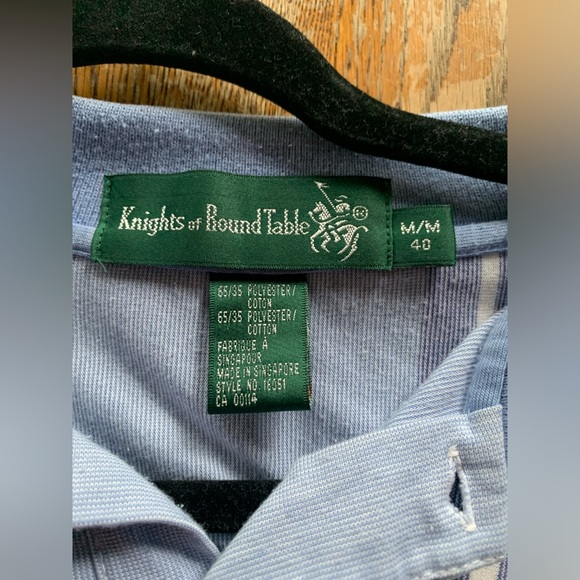 Knights of Round Table ®
M/M
40
65/35 POLYESTER/
COTON
65/35 POLYESTER/
COTTON
FABRIQUE À
SINGAPOUR
MADE IN SINGAPORE
STYLE NO. 16051
CA 00114